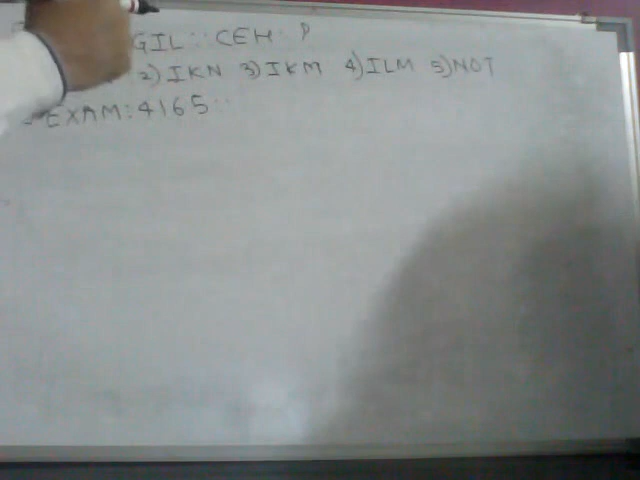 GIL :: CEH : P
2) IKN 3) IKM 4) ILM 5) NOT
EXAM : 4165 ::